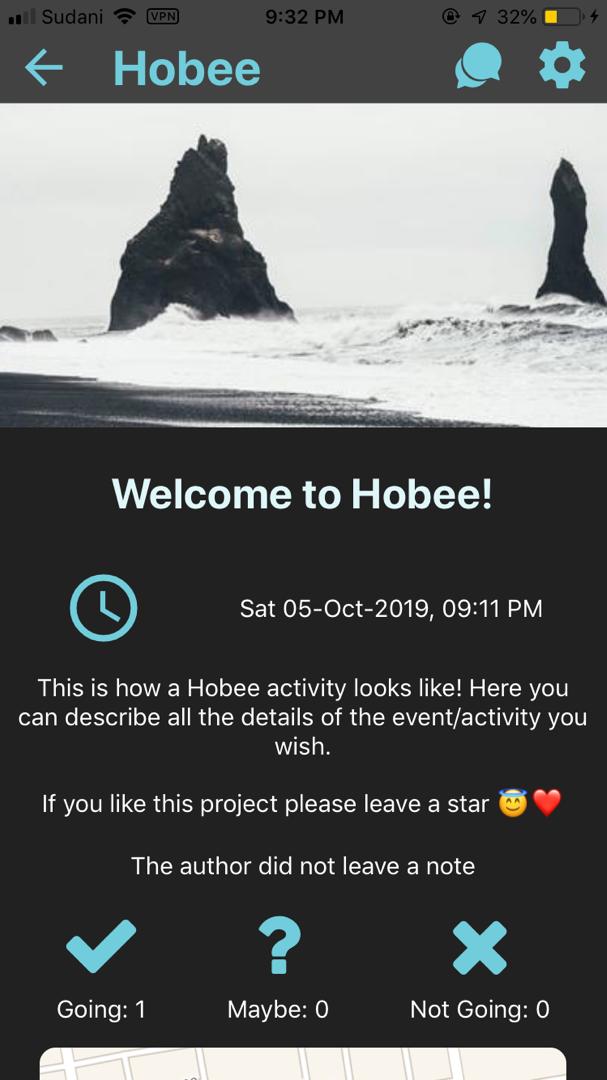 Sudani VPN 9:32 PM 32%
Hobee
Welcome to Hobee!
Sat 05-Oct-2019, 09:11 PM
This is how a Hobee activity looks like! Here you
can describe all the details of the event/activity you
wish.
If you like this project please leave a star 😇❤️
The author did not leave a note
Going: 1 Maybe: 0 Not Going: 0